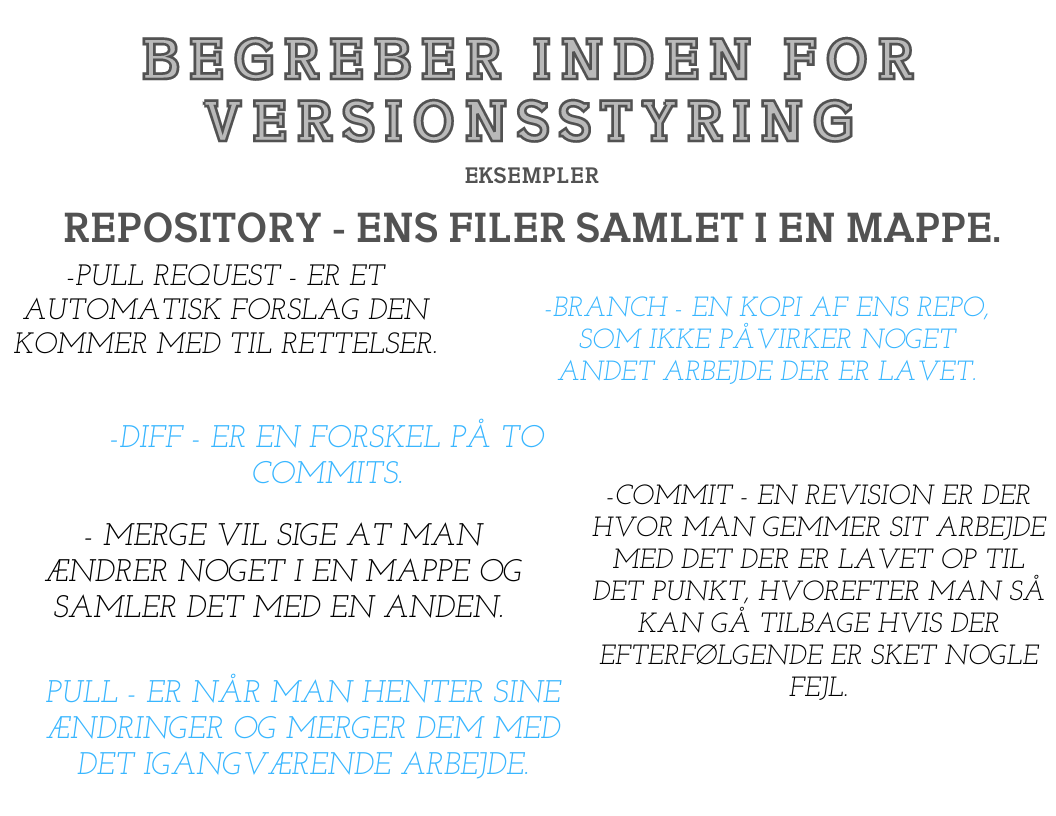 BEGREBER INDEN FOR
VERSIONSSTYRING
EKSEMPLER
REPOSITORY - ENS FILER SAMLET I EN MAPPE.
-PULL REQUEST - ER ET
AUTOMATISK FORSLAG DEN
KOMMER MED TIL RETTELSER.
-BRANCH - EN KOPI AF ENS REPO,
SOM IKKE PÅVIRKER NOGET
ANDET ARBEJDE DER ER LAVET.
-DIFF - ER EN FORSKEL PÅ TO
COMMITS.
- MERGE VIL SIGE AT MAN
ÆNDRER NOGET I EN MAPPE OG
SAMLER DET MED EN ANDEN.
-COMMIT - EN REVISION ER DER
HVOR MAN GEMMER SIT ARBEJDE
MED DET DER ER LAVET OP TIL
DET PUNKT, HVOREFTER MAN SÅ
KAN GÅ TILBAGE HVIS DER
EFTERFØLGENDE ER SKET NOGLE
FEJL.
PULL - ER NÅR MAN HENTER SINE
ÆNDRINGER OG MERGER DEM MED
DET IGANGVÆRENDE ARBEJDE.